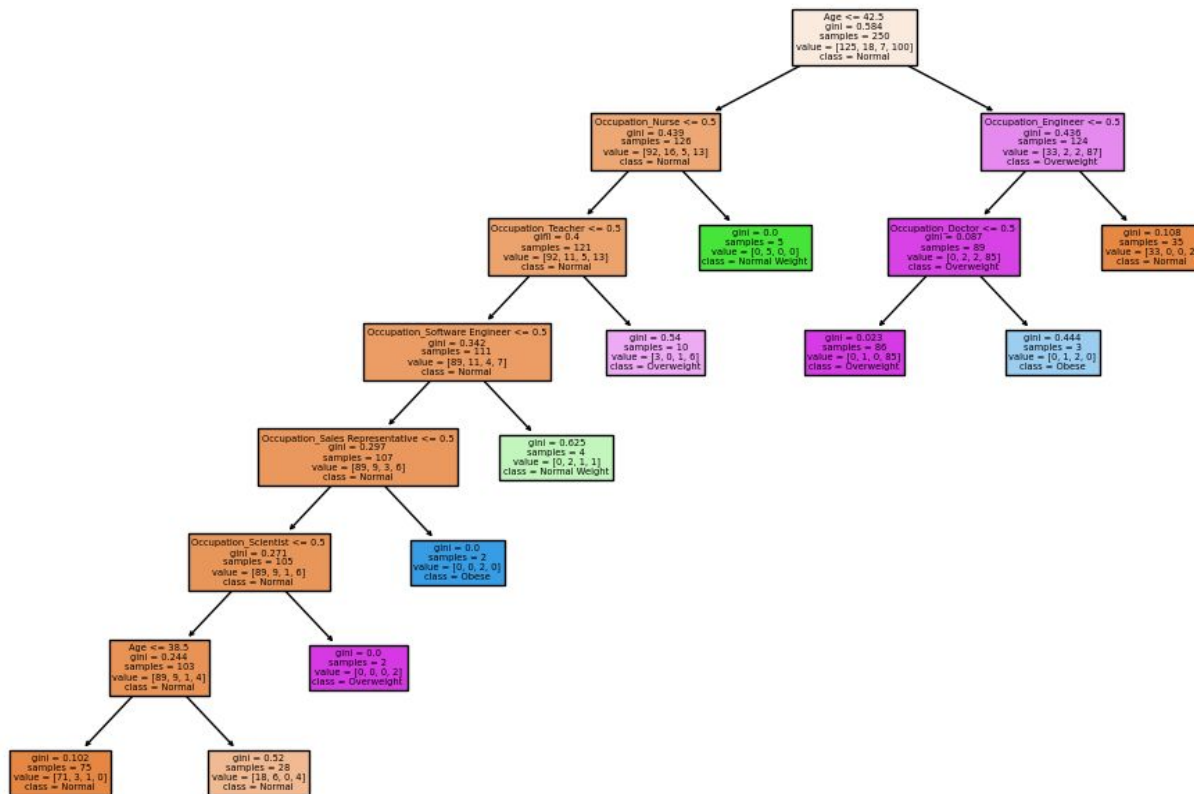 Age <= 42.5
gini = 0.584
samples = 250
value = [125, 18, 7, 100]
class = Normal
Occupation_Nurse <= 0.5
gini = 0.439
samples = 126
value = [92, 16, 5, 13]
class = Normal
Occupation_Engineer <= 0.5
gini = 0.436
samples = 124
value = [33, 2, 2, 87]
class = Overweight
Occupation_Teacher <= 0.5
gini = 0.4
samples = 121
value = [92, 11, 5, 13]
class = Normal
gini = 0.0
samples = 5
value = [0, 5, 0, 0]
class = Normal Weight
Occupation_Doctor <= 0.5
gini = 0.087
samples = 89
value = [0, 2, 2, 85]
class = Overweight
gini = 0.108
samples = 35
value = [33, 0, 0, 2]
class = Normal
Occupation_Software Engineer <= 0.5
gini = 0.342
samples = 111
value = [89, 11, 4, 7]
class = Normal
gini = 0.54
samples = 10
value = [3, 0, 1, 6]
class = Overweight
gini = 0.023
samples = 86
value = [0, 1, 0, 85]
class = Overweight
gini = 0.444
samples = 3
value = [0, 1, 2, 0]
class = Obese
Occupation_Sales Representative <= 0.5
gini = 0.297
samples = 107
value = [89, 9, 3, 6]
class = Normal
gini = 0.625
samples = 4
value = [0, 2, 1, 1]
class = Normal Weight
Occupation_Scientist <= 0.5
gini = 0.271
samples = 105
value = [89, 9, 1, 6]
class = Normal
gini = 0.0
samples = 2
value = [0, 0, 2, 0]
class = Obese
Age <= 38.5
gini = 0.244
samples = 103
value = [89, 9, 1, 4]
class = Normal
gini = 0.0
samples = 2
value = [0, 0, 0, 2]
class = Overweight
gini = 0.102
samples = 75
value = [71, 3, 1, 0]
class = Normal
gini = 0.52
samples = 28
value = [18, 6, 0, 4]
class = Normal